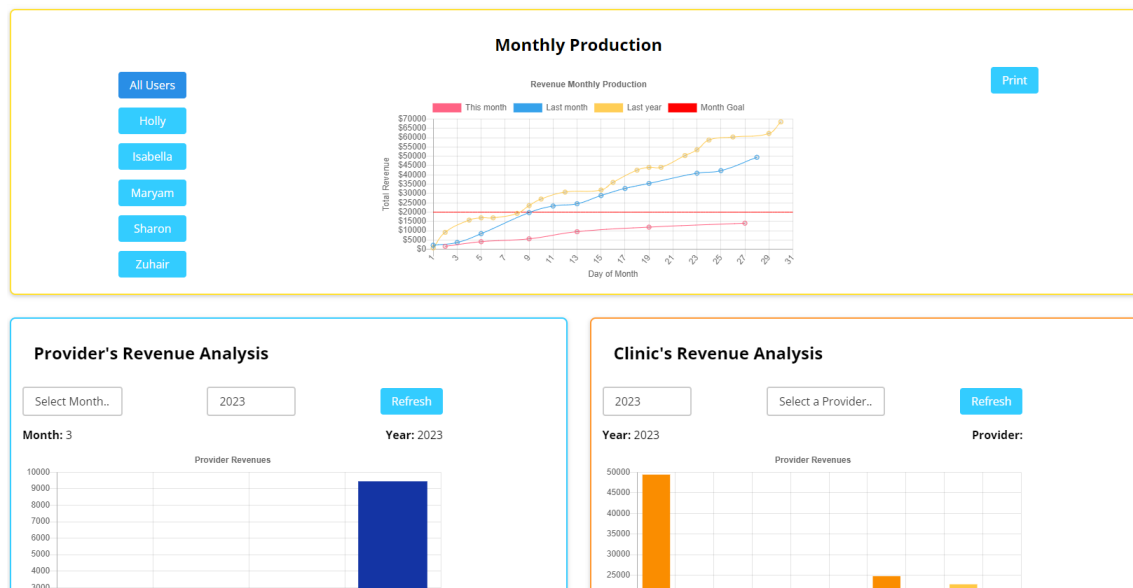 Monthly Production
All Users
Holly
Isabella
Maryam
Sharon
Zuhair
Print
Revenue Monthly Production
This month Last month Last year Month Goal
$70000
$65000
$60000
$55000
$50000
$45000
$40000
$35000
$30000
$25000
$20000
$15000
$10000
$5000
$0
Total Revenue
1 3 5 7 9 11 13 15 17 19 21 23 25 27 29 31
Day of Month
Provider's Revenue Analysis
Select Month.. 2023 Refresh
Month: 3 Year: 2023
Provider Revenues
10000
9000
8000
7000
6000
5000
4000
3000
Clinic's Revenue Analysis
2023 Select a Provider.. Refresh
Year: 2023 Provider:
Provider Revenues
50000
45000
40000
35000
30000
25000